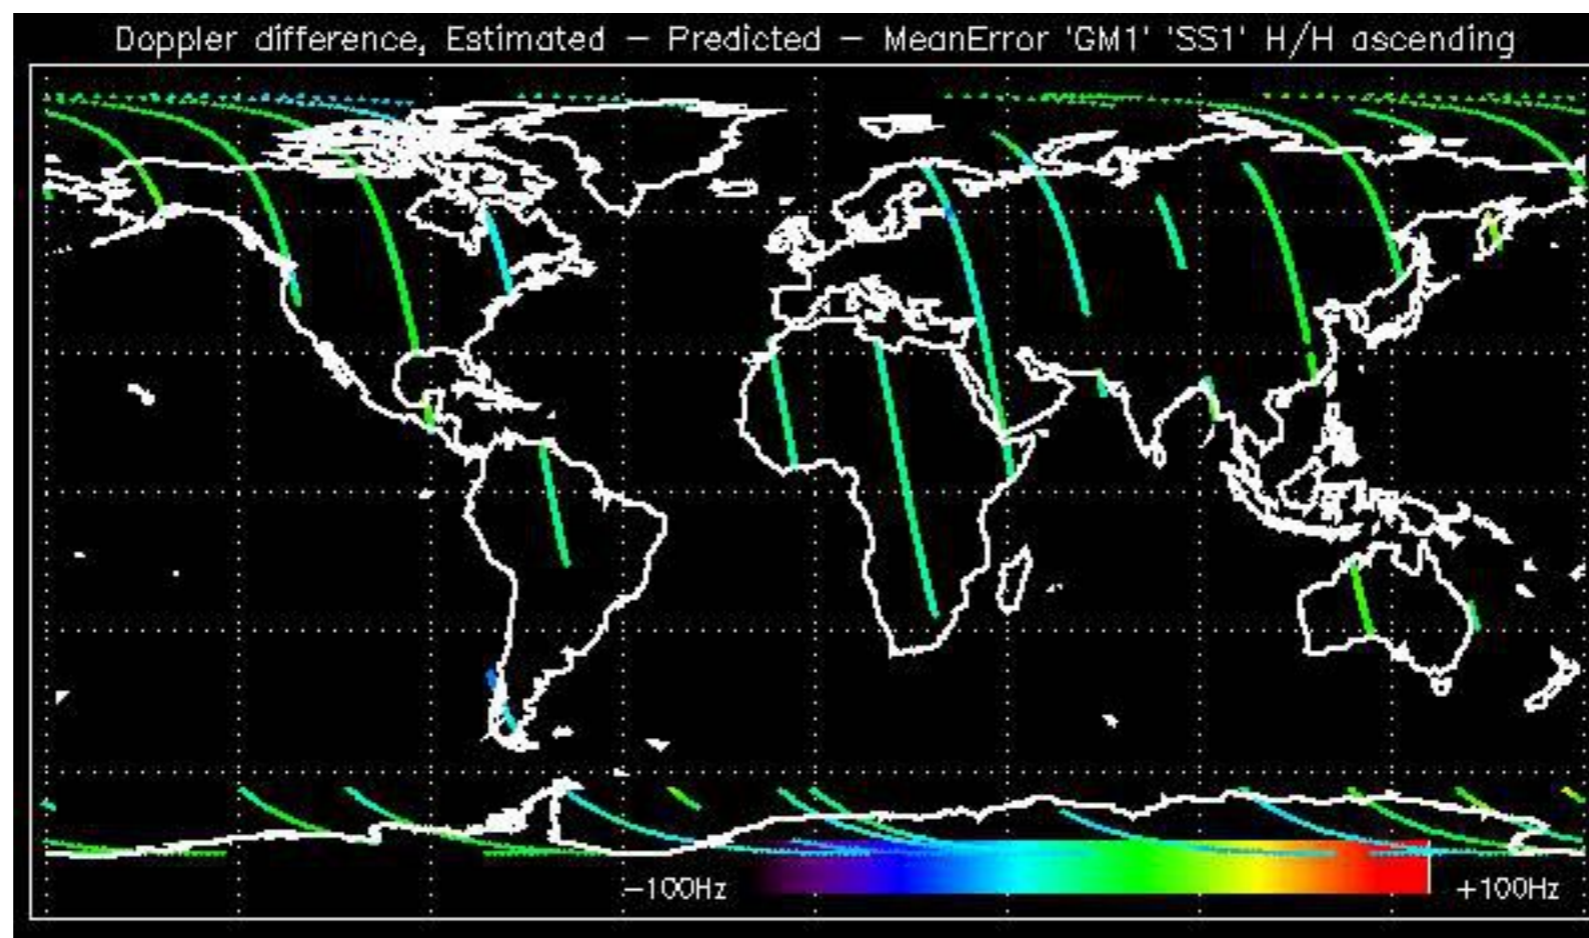 Doppler difference, Estimated – Predicted – MeanError 'GM1' 'SS1' H/H ascending
–100Hz
+100Hz